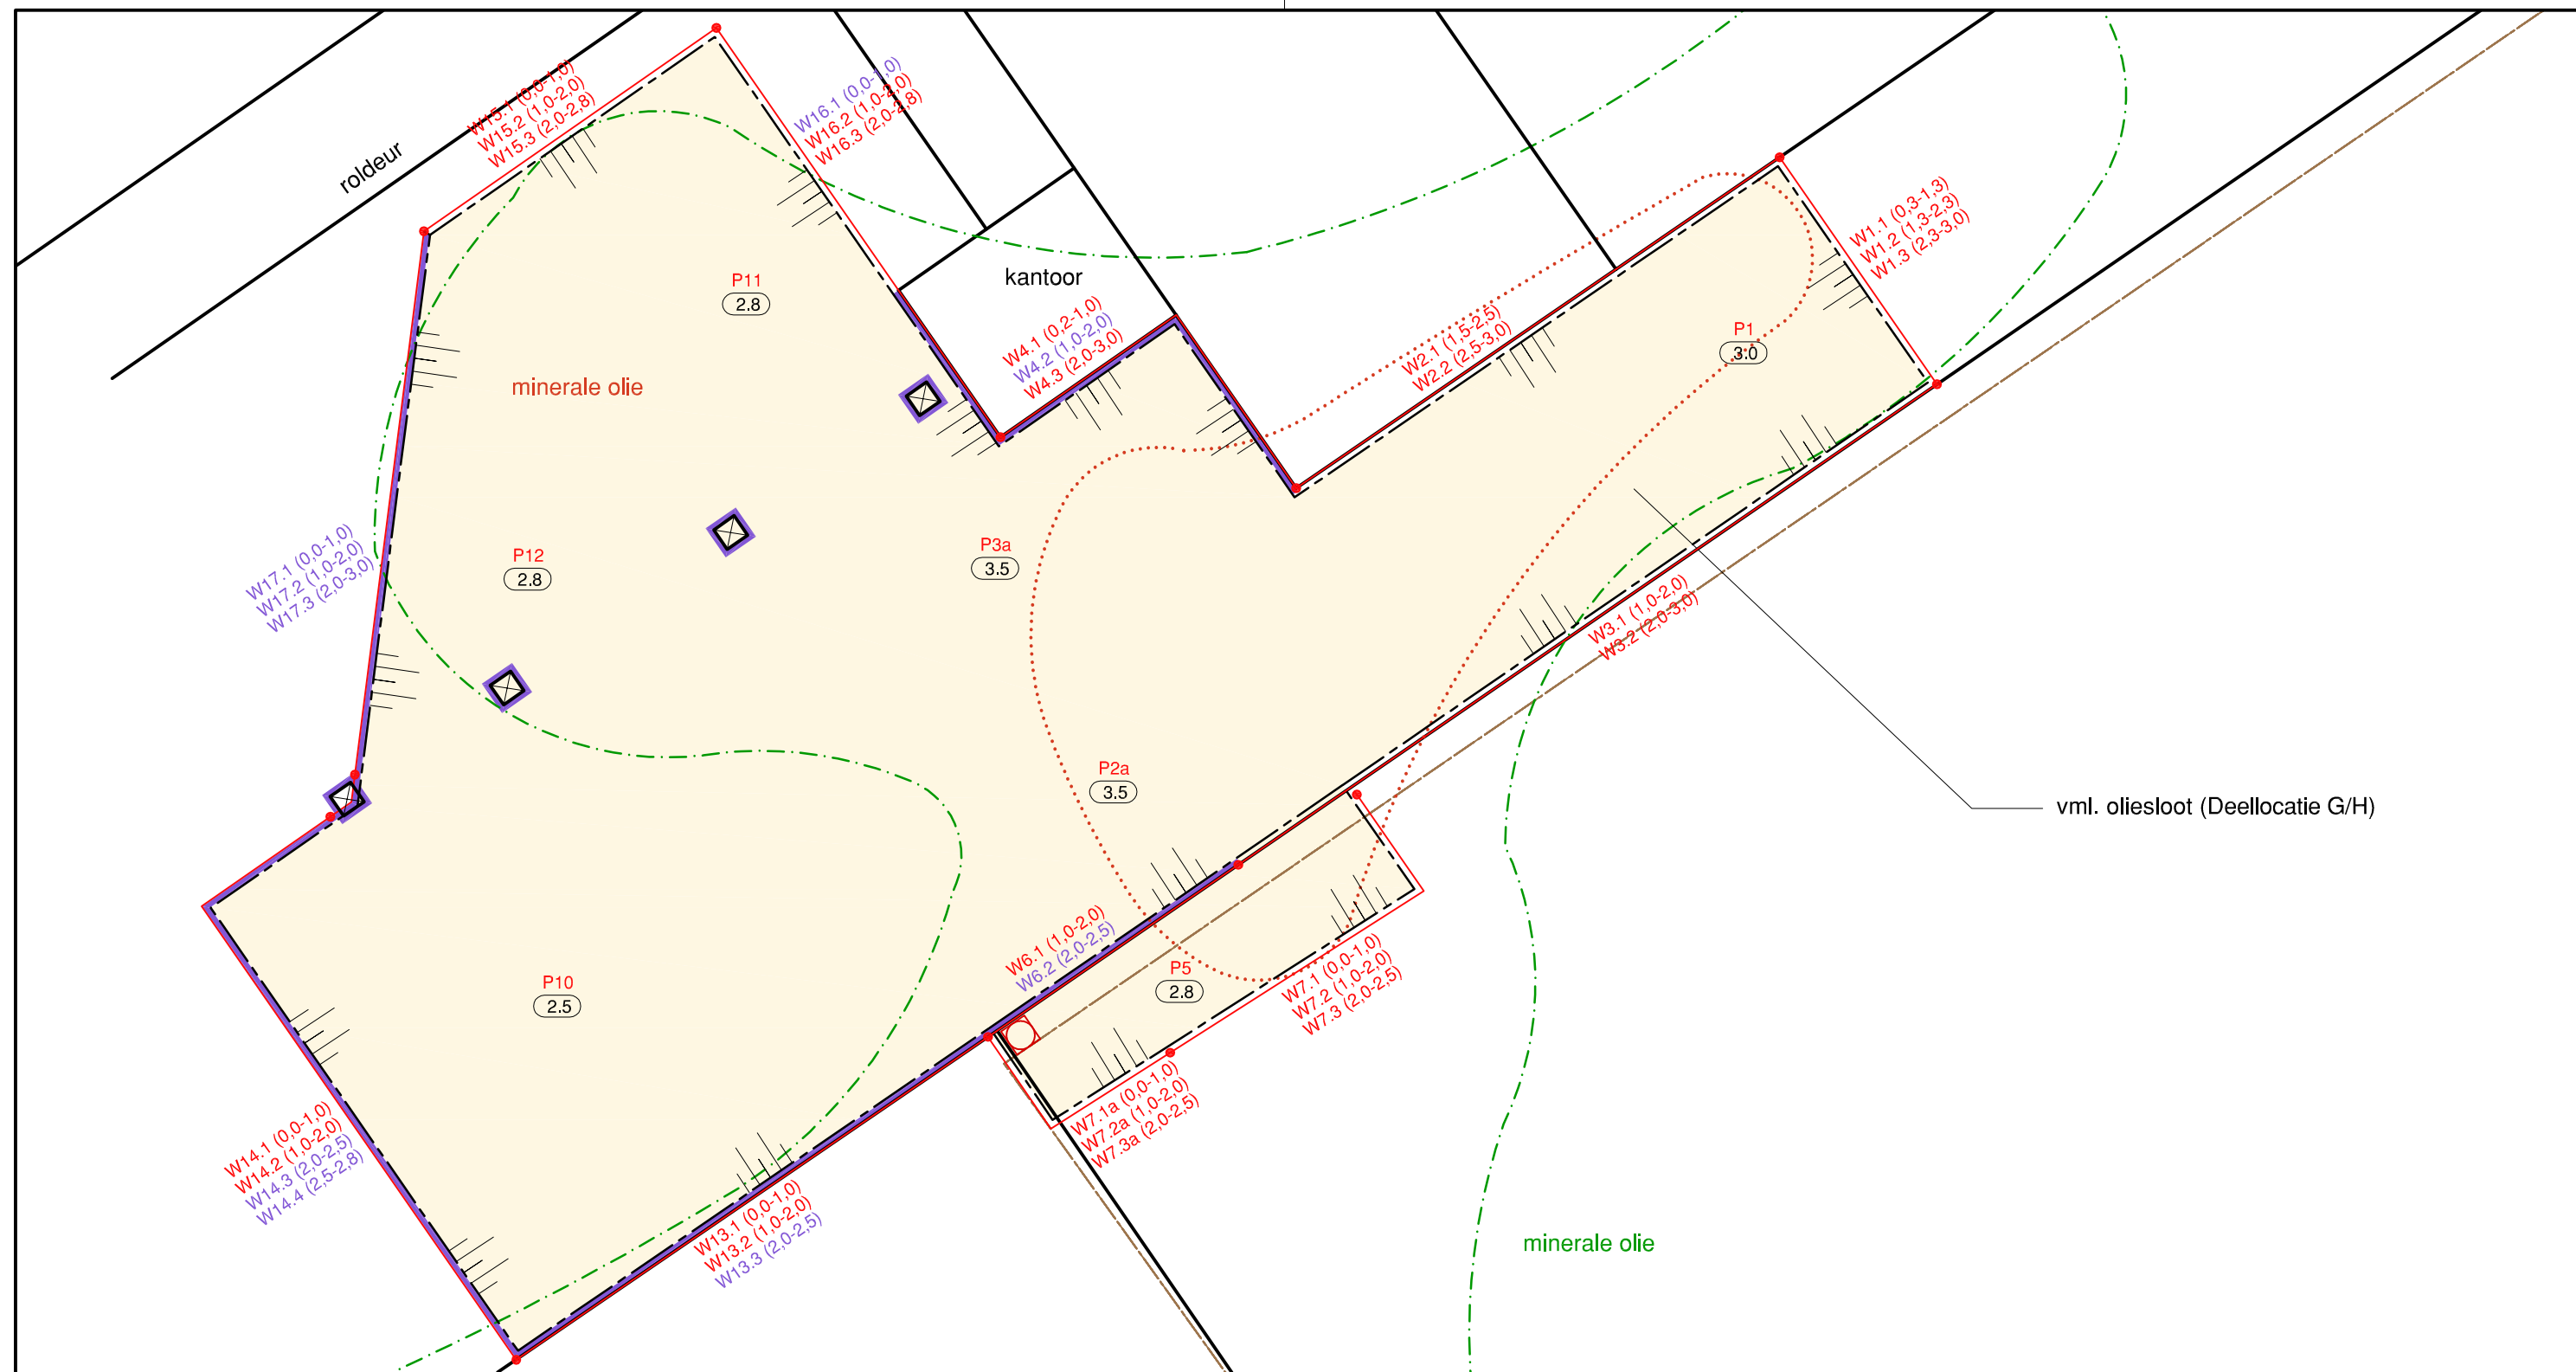 W15.1 (0,0-1,0)
W15.2 (1,0-2,0)
W15.3 (2,0-2,8)
roldeur
W16.1 (0,0-1,0)
W16.2 (1,0-2,0)
W16.3 (2,0-2,8)
kantoor
W1.1 (0,3-1,3)
W1.2 (1,3-2,3)
W1.3 (2,3-3,0)
P11
2.8
W4.1 (0,2-1,0)
W4.2 (1,0-2,0)
W4.3 (2,0-3,0)
W2.1 (1,5-2,5)
W2.2 (2,5-3,0)
P1
3.0
minerale olie
W17.1 (0,0-1,0)
W17.2 (1,0-2,0)
W17.3 (2,0-3,0)
P12
2.8
P3a
3.5
W3.1 (1,0-2,0)
W3.2 (2,0-3,0)
P2a
3.5
vml. oliesloot (Deellocatie G/H)
W6.1 (1,0-2,0)
W6.2 (2,0-2,5)
P5
2.8
W7.1 (0,0-1,0)
W7.2 (1,0-2,0)
W7.3 (2,0-2,5)
P10
2.5
W7.1a (0,0-1,0)
W7.2a (1,0-2,0)
W7.3a (2,0-2,5)
W14.1 (0,0-1,0)
W14.2 (1,0-2,0)
W14.3 (2,0-2,5)
W14.4 (2,5-2,8)
W13.1 (0,0-1,0)
W13.2 (1,0-2,0)
W13.3 (2,0-2,5)
minerale olie